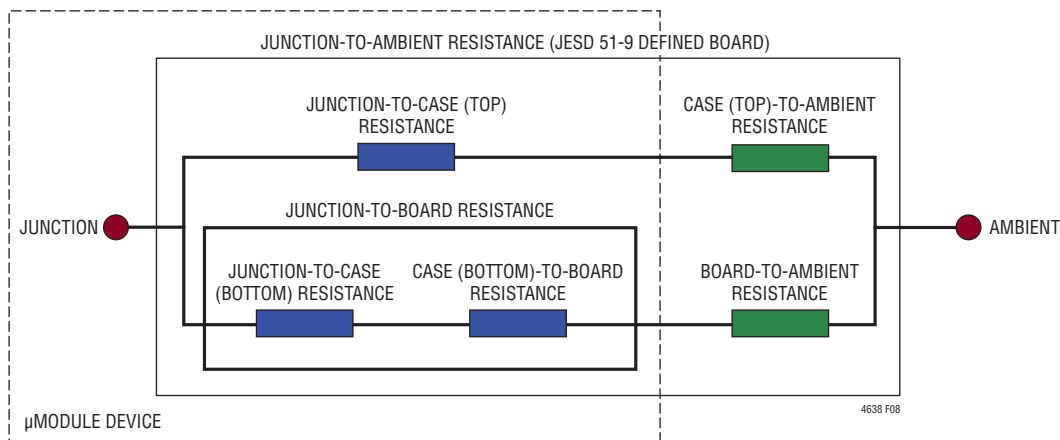 JUNCTION-TO-AMBIENT RESISTANCE (JESD 51-9 DEFINED BOARD)
JUNCTION-TO-CASE (TOP)
RESISTANCE
CASE (TOP)-TO-AMBIENT
RESISTANCE
JUNCTION-TO-BOARD RESISTANCE
JUNCTION
AMBIENT
JUNCTION-TO-CASE
(BOTTOM) RESISTANCE
CASE (BOTTOM)-TO-BOARD
RESISTANCE
BOARD-TO-AMBIENT
RESISTANCE
4638 F08
µMODULE DEVICE